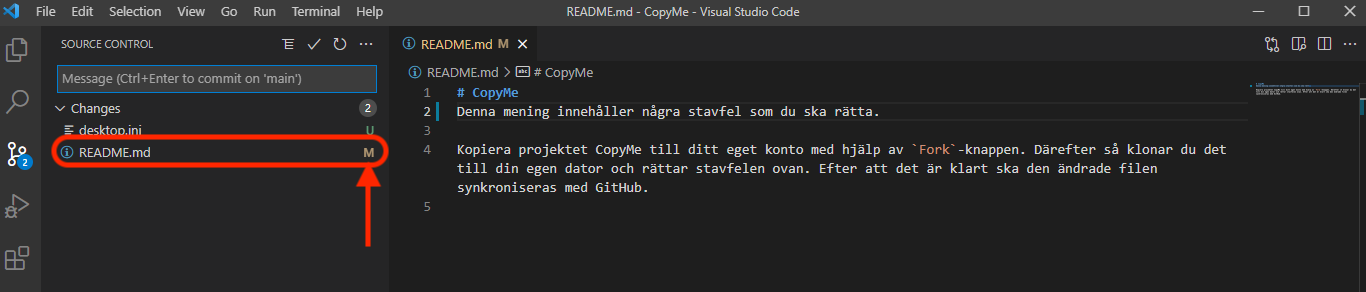 File Edit Selection View Go Run Terminal Help README.md - CopyMe - Visual Studio Code
SOURCE CONTROL
README.md M
README.md > # CopyMe
Message (Ctrl+Enter to commit on 'main')
Changes 2
desktop.ini U
README.md M
2
1 # CopyMe
2 Denna mening innehåller några stavfel som du ska rätta.
3
4 Kopiera projektet CopyMe till ditt eget konto med hjälp av `Fork`-knappen. Därefter så klonar du det
till din egen dator och rättar stavfelen ovan. Efter att det är klart ska den ändrade filen
synkroniseras med GitHub.
5